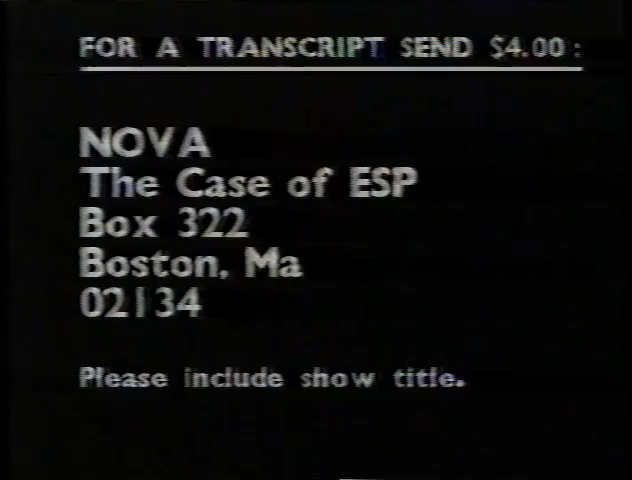 FOR A TRANSCRIPT SEND $4.00:
NOVA
The Case of ESP
Box 322
Boston, Ma
02134
Please include show title.